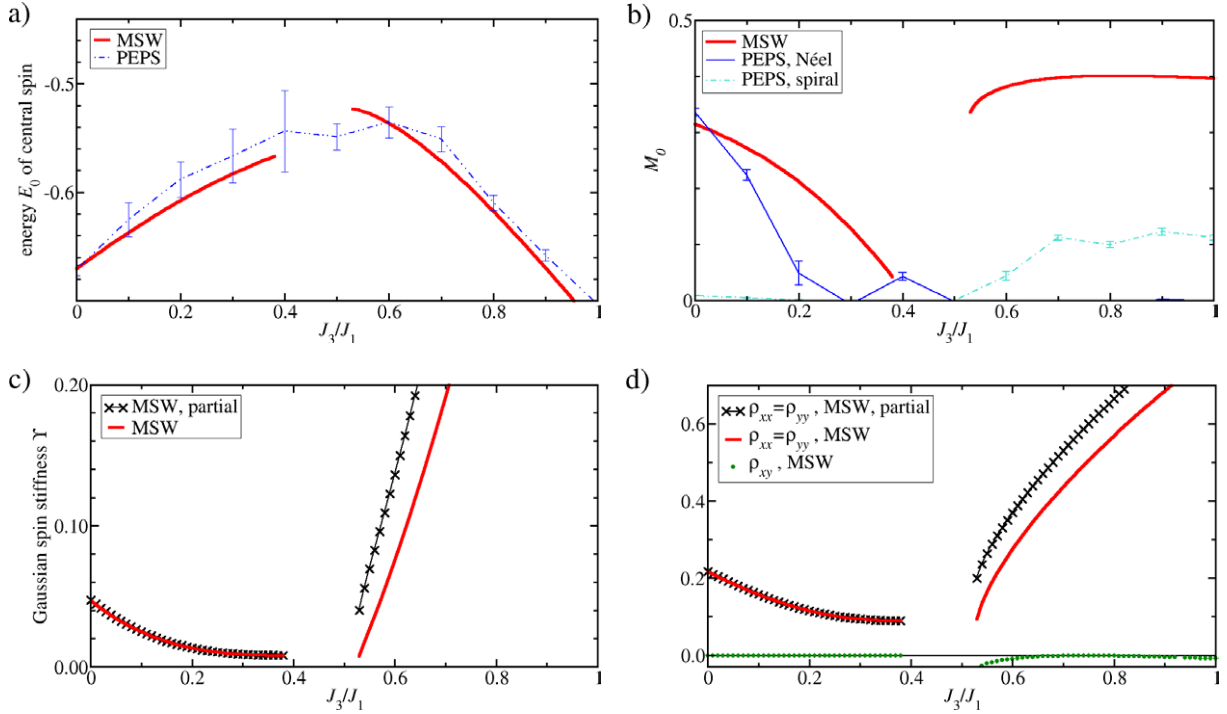 a)
MSW
PEPS
energy E0 of central spin
-0.5
-0.6
0
0.2
0.4
0.6
0.8
1
J3/J1
b)
MSW
PEPS, Néel
PEPS, spiral
M0
0.5
0
0.2
0.4
0.6
0.8
1
J3/J1
c)
MSW, partial
MSW
Gaussian spin stiffness Υ
0.20
0.10
0.00
0
0.2
0.4
0.6
0.8
1
J3/J1
d)
ρxx=ρyy , MSW, partial
ρxx=ρyy , MSW
ρxy , MSW
0.6
0.4
0.2
0.0
0
0.2
0.4
0.6
0.8
1
J3/J1